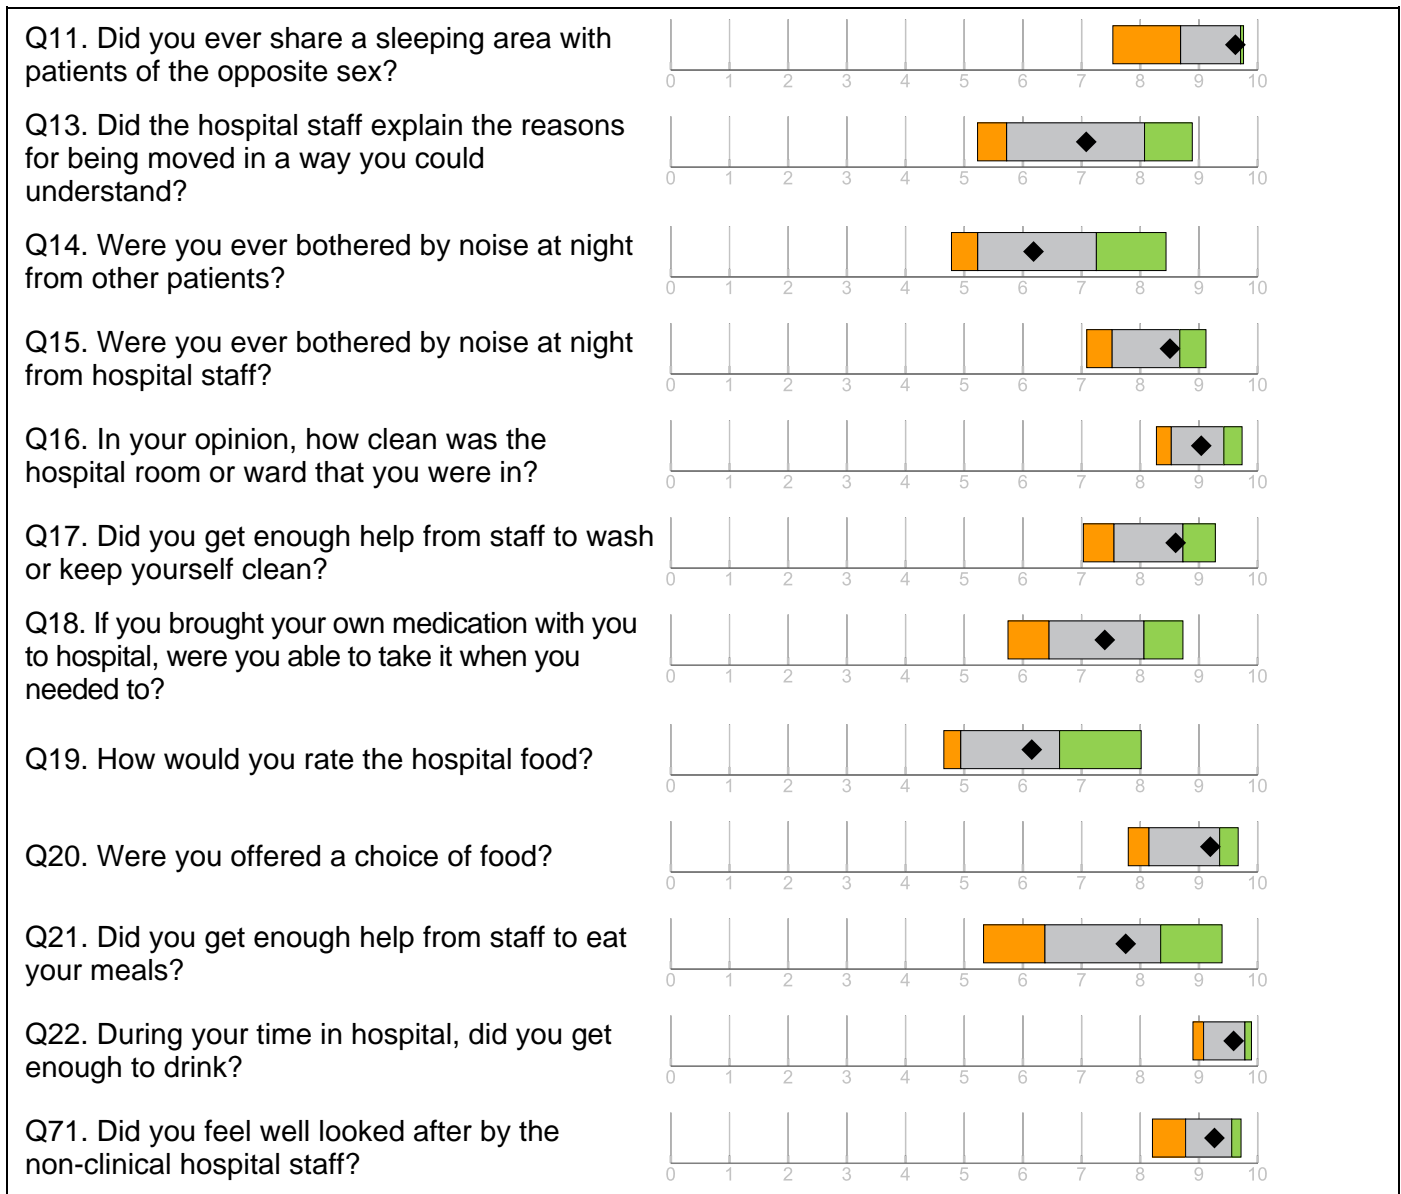 Q11. Did you ever share a sleeping area with
patients of the opposite sex?
0 1 2 3 4 5 6 7 8 9 10
Q13. Did the hospital staff explain the reasons
for being moved in a way you could
understand?
0 1 2 3 4 5 6 7 8 9 10
Q14. Were you ever bothered by noise at night
from other patients?
0 1 2 3 4 5 6 7 8 9 10
Q15. Were you ever bothered by noise at night
from hospital staff?
0 1 2 3 4 5 6 7 8 9 10
Q16. In your opinion, how clean was the
hospital room or ward that you were in?
0 1 2 3 4 5 6 7 8 9 10
Q17. Did you get enough help from staff to wash
or keep yourself clean?
0 1 2 3 4 5 6 7 8 9 10
Q18. If you brought your own medication with you
to hospital, were you able to take it when you
needed to?
0 1 2 3 4 5 6 7 8 9 10
Q19. How would you rate the hospital food?
0 1 2 3 4 5 6 7 8 9 10
Q20. Were you offered a choice of food?
0 1 2 3 4 5 6 7 8 9 10
Q21. Did you get enough help from staff to eat
your meals?
0 1 2 3 4 5 6 7 8 9 10
Q22. During your time in hospital, did you get
enough to drink?
0 1 2 3 4 5 6 7 8 9 10
Q71. Did you feel well looked after by the
non-clinical hospital staff?
0 1 2 3 4 5 6 7 8 9 10